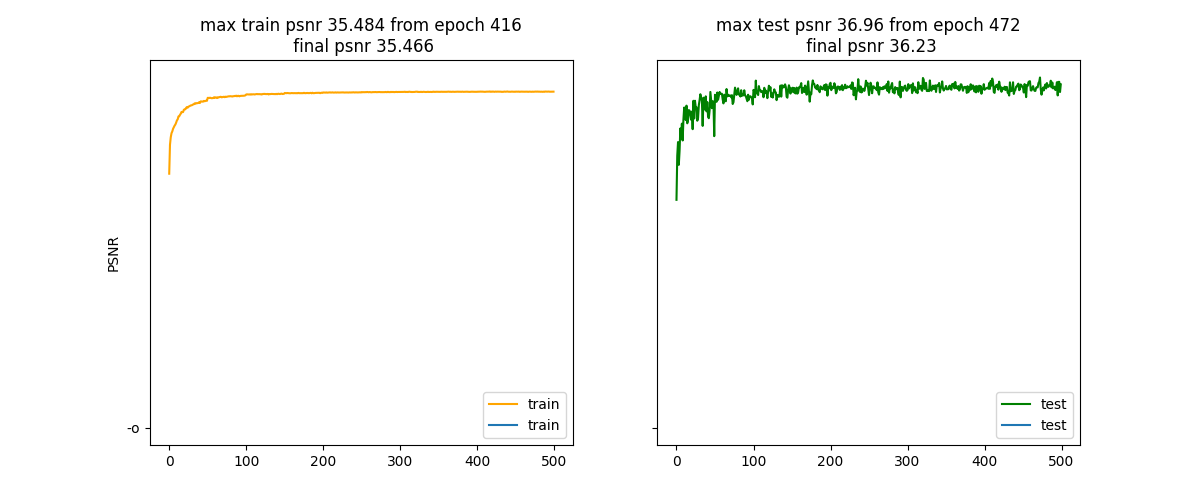 max train psnr 35.484 from epoch 416
final psnr 35.466
max test psnr 36.96 from epoch 472
final psnr 36.23
PSNR
-o
train
train
test
test
0 100 200 300 400 500
0 100 200 300 400 500